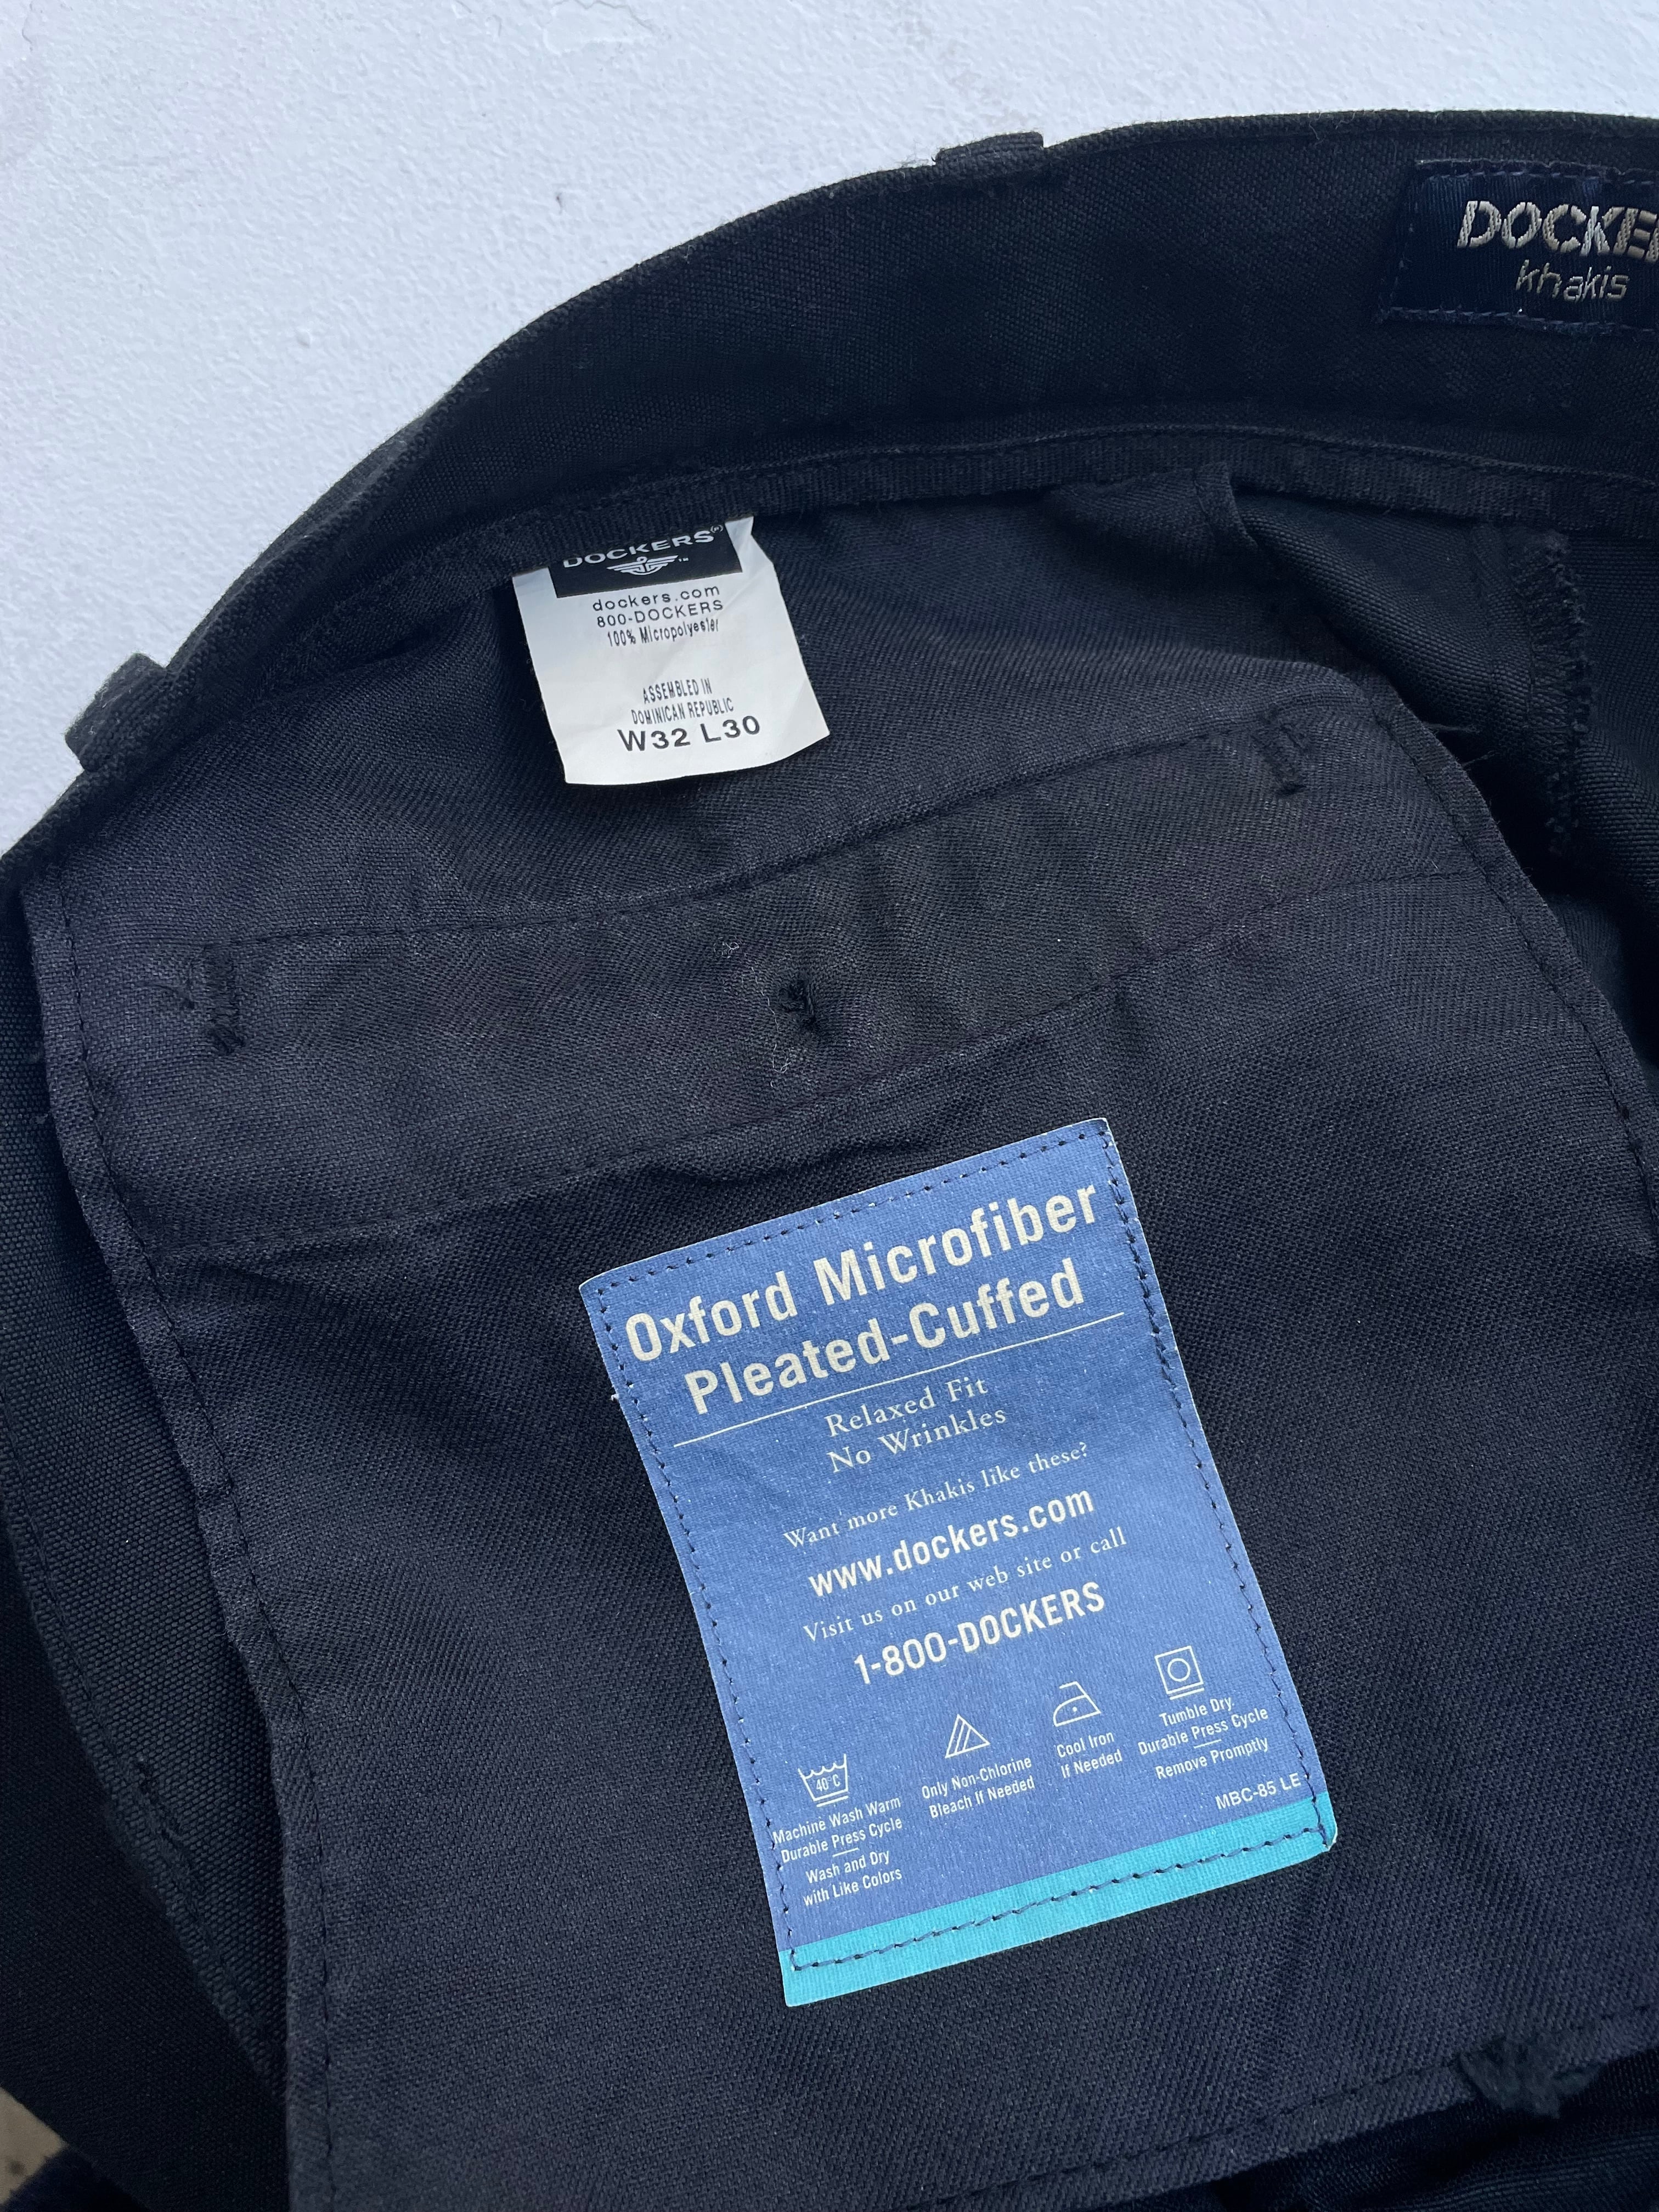 DOCKE
khakis
DOCKERS®
™
dockers.com
800-DOCKERS
100% Micropolyester
ASSEMBLED IN
DOMINICAN REPUBLIC
W32 L30
Oxford Microfiber
Pleated-Cuffed
Relaxed Fit
No Wrinkles
Want more Khakis like these?
www.dockers.com
Visit us on our web site or call
1-800-DOCKERS
40°C
Machine Wash Warm
Durable Press Cycle
Wash and Dry
with Like Colors
Only Non-Chlorine
Bleach If Needed
Cool Iron
If Needed
Tumble Dry.
Durable Press Cycle
Remove Promptly
MBC-85 LE